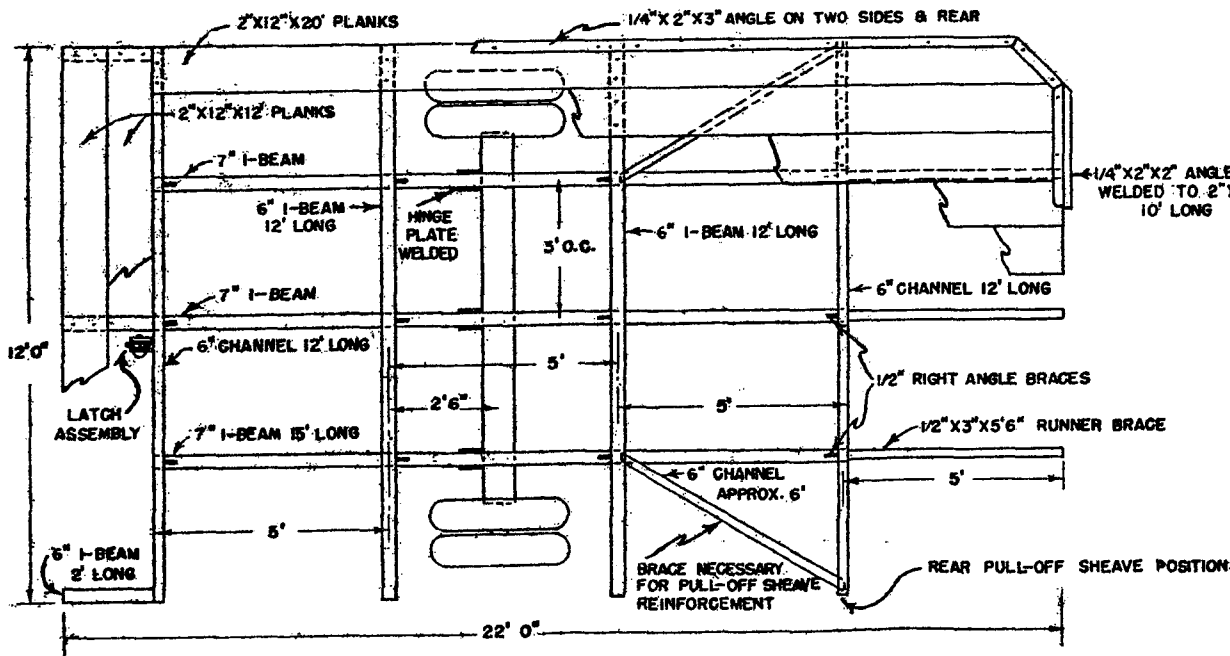 2"X12"X20' PLANKS
1/4"X 2"X3" ANGLE ON TWO SIDES & REAR
2"X12"X12' PLANKS
7" I-BEAM
1/4"X2"X2" ANGLE
WELDED TO 2"
10' LONG
6" I-BEAM
12' LONG
HINGE
PLATE
WELDED
3' O.C.
6" I-BEAM 12' LONG
7" I-BEAM
6" CHANNEL 12' LONG
12'0"
6" CHANNEL 12' LONG
5'
1/2" RIGHT ANGLE BRACES
LATCH
ASSEMBLY
2'6"
5'
7" I-BEAM 15' LONG
1/2"X3"X5'6" RUNNER BRACE
6" CHANNEL
APPROX. 6'
5'
5'
6" I-BEAM
2' LONG
BRACE NECESSARY
FOR PULL-OFF SHEAVE
REINFORCEMENT
REAR PULL-OFF SHEAVE POSITION
22' 0"